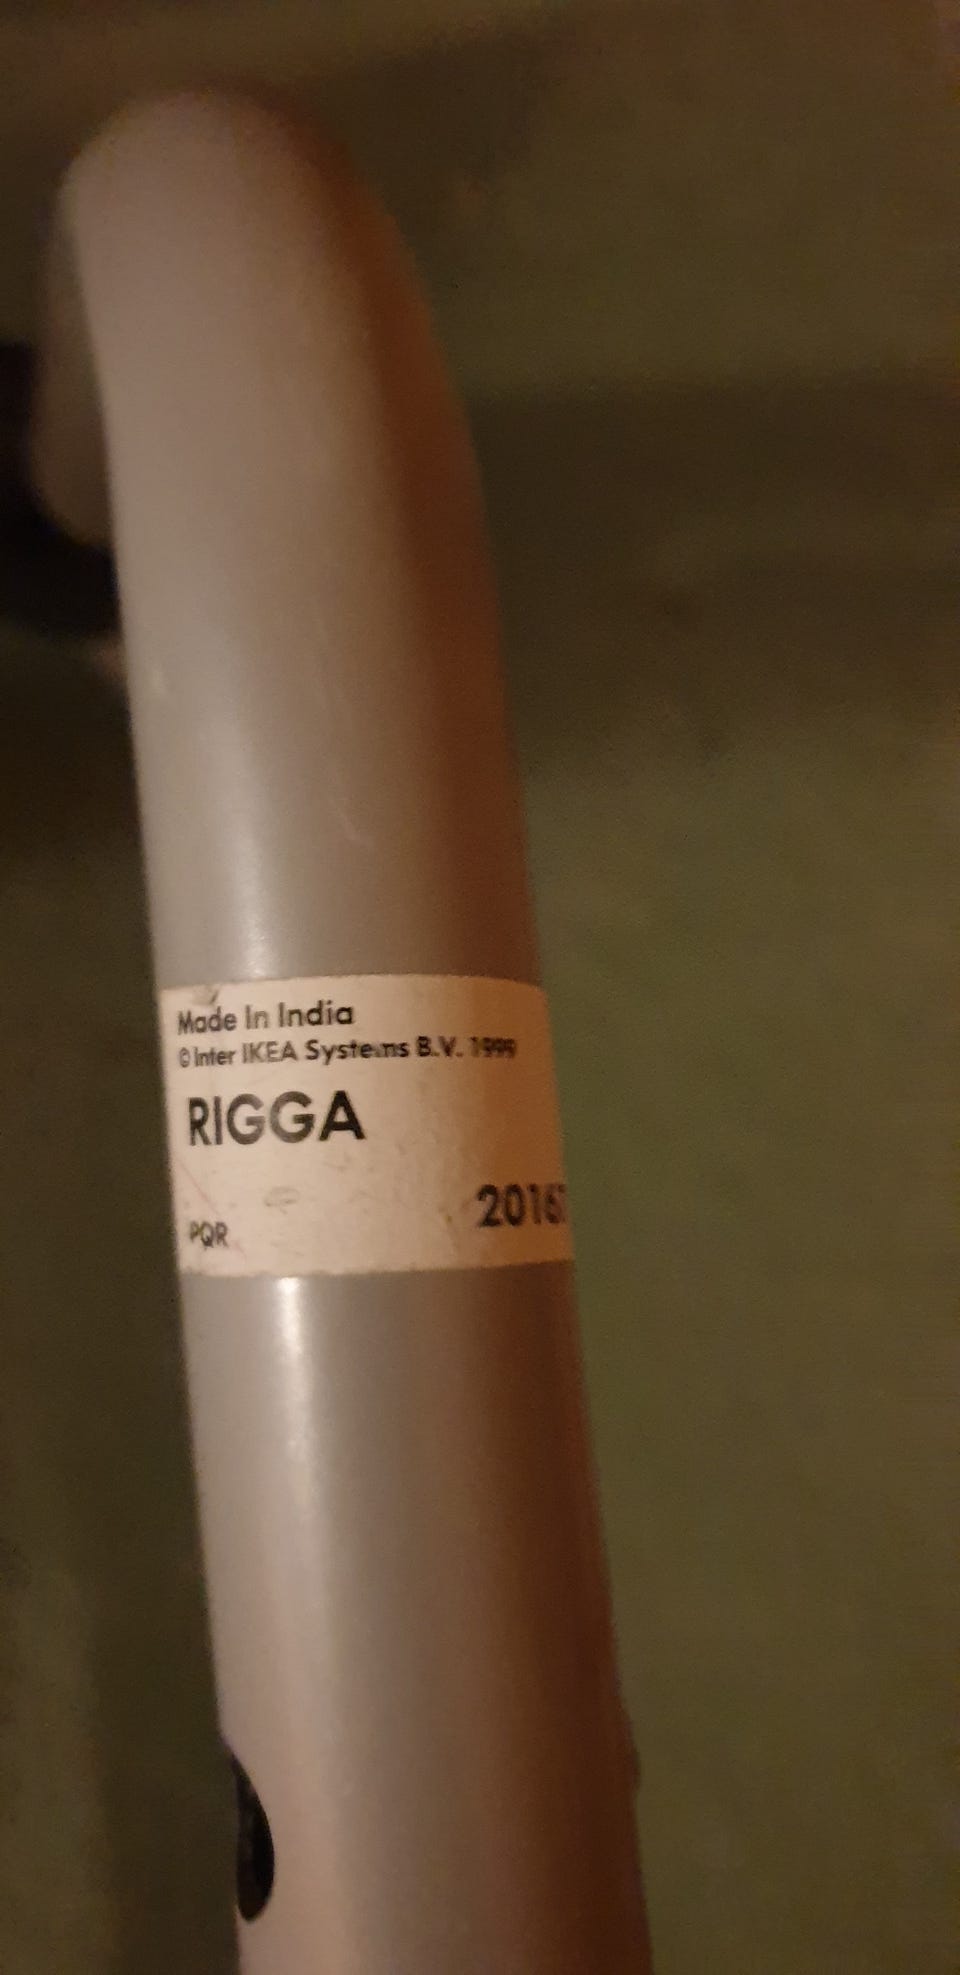 Made In India
© Inter IKEA Systems B.V. 1999
RIGGA
2016
PQR